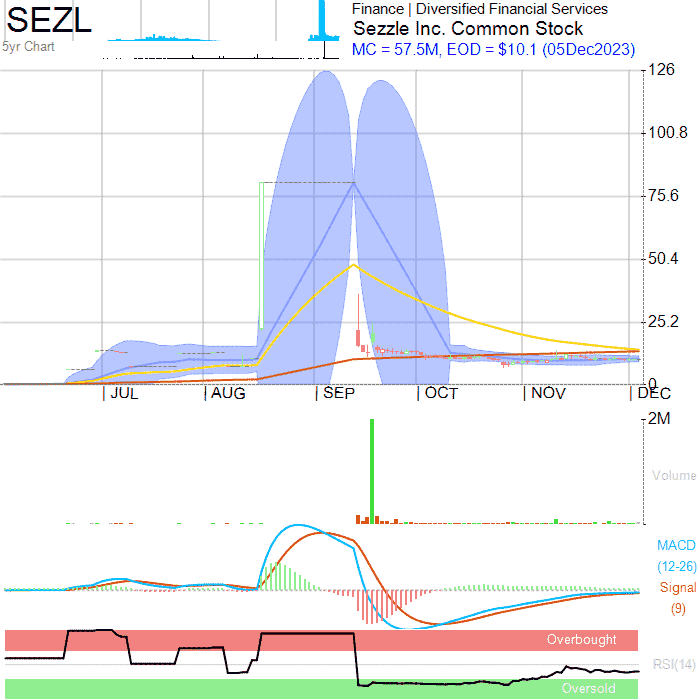 SEZL
5yr Chart
Finance | Diversified Financial Services
Sezzle Inc. Common Stock
MC = 57.5M, EOD = $10.1 (05Dec2023)
126
100.8
75.6
50.4
25.2
0
JUL
AUG
SEP
OCT
NOV
DEC
2M
Volume
MACD
(12-26)
Signal
(9)
Overbought
RSI(14)
Oversold